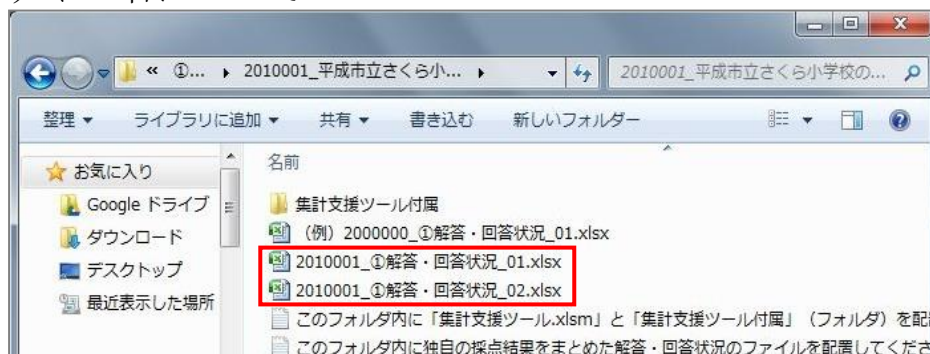 « ①... ▸ 2010001_平成市立さくら小... ▸
2010001_平成市立さくら小学校の...
整理 ▼ ライブラリに追加 ▼ 共有 ▼ 書き込む 新しいフォルダー
お気に入り
Google ドライブ
ダウンロード
デスクトップ
最近表示した場所
名前
集計支援ツール付属
(例) 2000000_①解答・回答状況_01.xlsx
2010001_①解答・回答状況_01.xlsx
2010001_①解答・回答状況_02.xlsx
このフォルダ内に「集計支援ツール.xlsm」と「集計支援ツール付属」(フォルダ)を配
このフォルダ内に独自の採点結果をまとめた解答・回答状況のファイルを配置してくださ